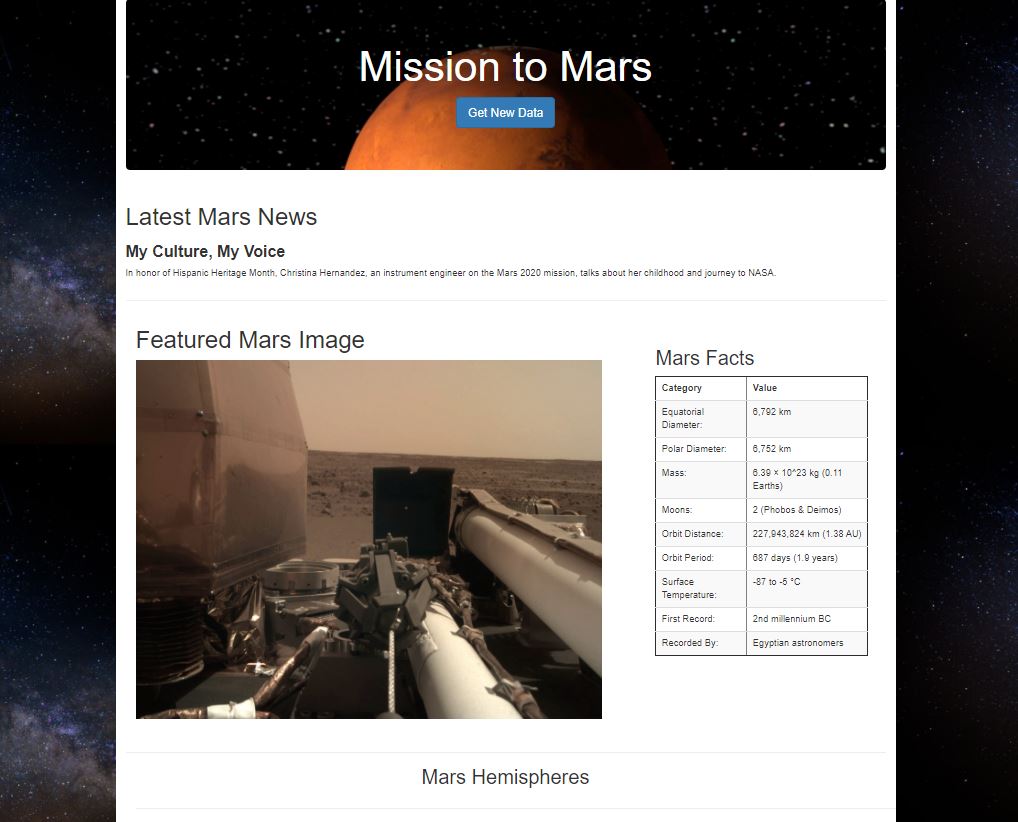 Mission to Mars
Get New Data
Latest Mars News
My Culture, My Voice
In honor of Hispanic Heritage Month, Christina Hernandez, an instrument engineer on the Mars 2020 mission, talks about her childhood and journey to NASA.
Featured Mars Image
Mars Facts
Category Value
Equatorial 6,792 km
Diameter:
Polar Diameter: 6,752 km
Mass: 6.39 × 10^23 kg (0.11
Earths)
Moons: 2 (Phobos & Deimos)
Orbit Distance: 227,943,824 km (1.38 AU)
Orbit Period: 687 days (1.9 years)
Surface -87 to -5 °C
Temperature:
First Record: 2nd millennium BC
Recorded By: Egyptian astronomers
Mars Hemispheres